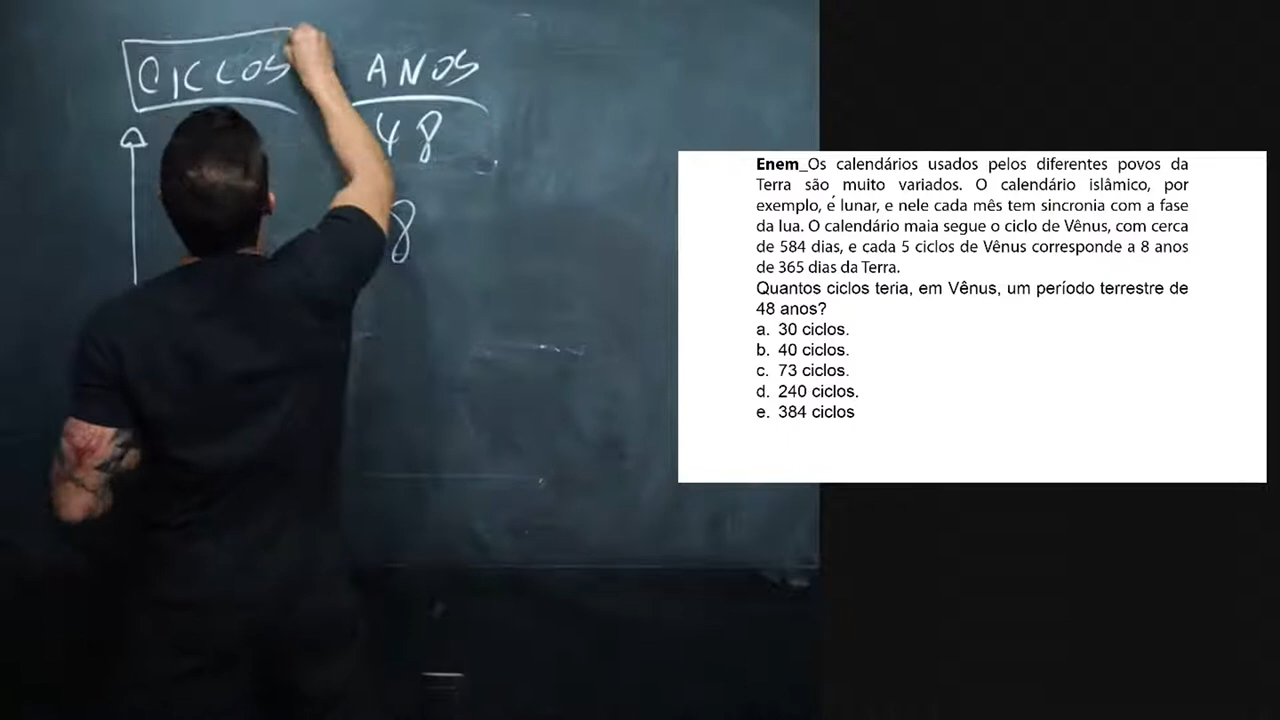 CICLOS ANOS
48
8
Enem_Os calendários usados pelos diferentes povos da
Terra são muito variados. O calendário islâmico, por
exemplo, é lunar, e nele cada mês tem sincronia com a fase
da lua. O calendário maia segue o ciclo de Vênus, com cerca
de 584 dias, e cada 5 ciclos de Vênus corresponde a 8 anos
de 365 dias da Terra.
Quantos ciclos teria, em Vênus, um período terrestre de
48 anos?
a. 30 ciclos.
b. 40 ciclos.
c. 73 ciclos.
d. 240 ciclos.
e. 384 ciclos